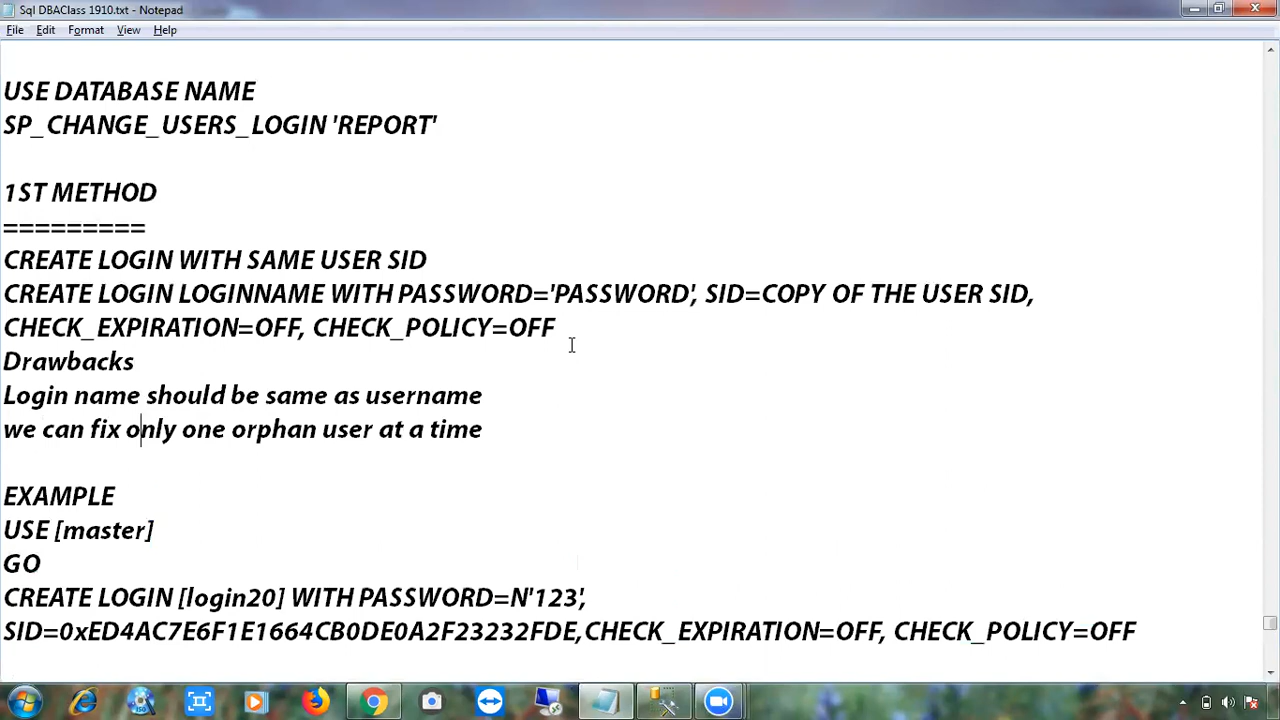 Sql DBAClass 1910.txt - Notepad
File Edit Format View Help
USE DATABASE NAME
SP_CHANGE_USERS_LOGIN 'REPORT'
1ST METHOD
=========
CREATE LOGIN WITH SAME USER SID
CREATE LOGIN LOGINNAME WITH PASSWORD='PASSWORD', SID=COPY OF THE USER SID,
CHECK_EXPIRATION=OFF, CHECK_POLICY=OFF
Drawbacks
Login name should be same as username
we can fix only one orphan user at a time
EXAMPLE
USE [master]
GO
CREATE LOGIN [login20] WITH PASSWORD=N'123',
SID=0xED4AC7E6F1E1664CB0DE0A2F23232FDE,CHECK_EXPIRATION=OFF, CHECK_POLICY=OFF